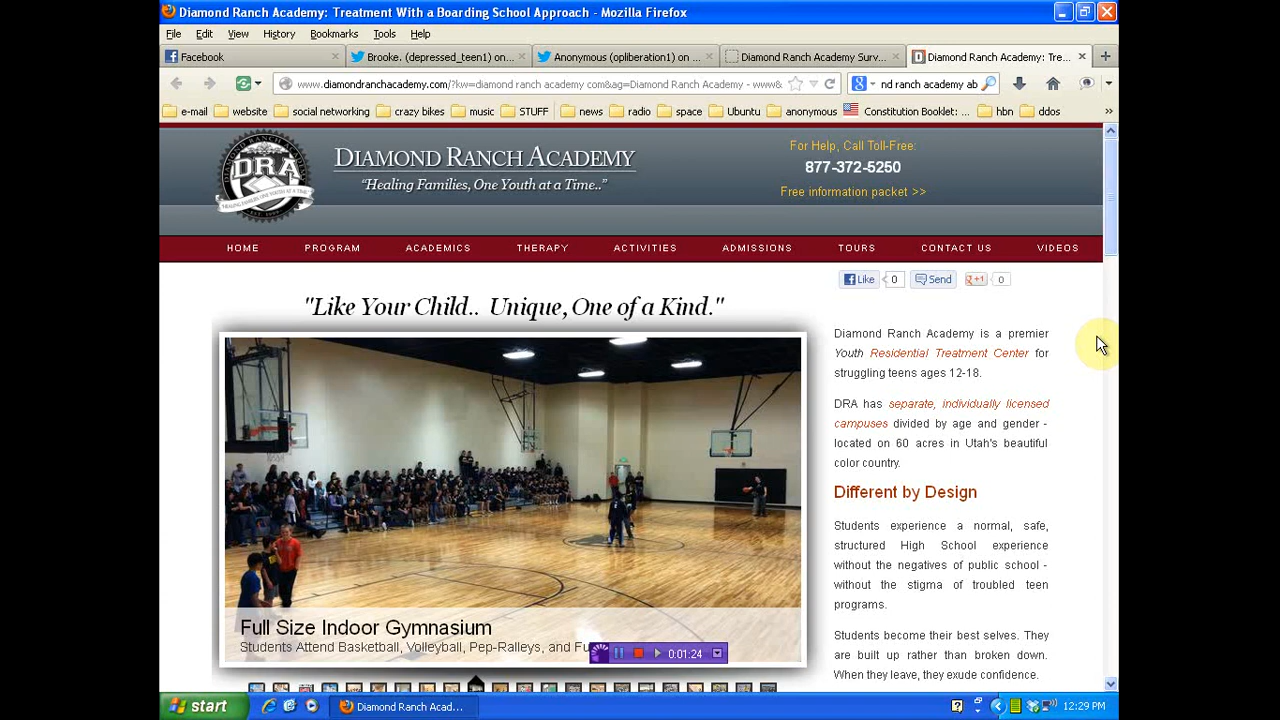 Diamond Ranch Academy: Treatment With a Boarding School Approach - Mozilla Firefox
File Edit View History Bookmarks Tools Help
Facebook
Brooke. (depressed_teen1) on...
Anonymous (opliberation1) on ...
Diamond Ranch Academy Surv...
Diamond Ranch Academy: Tre...
www.diamondranchacademy.com/?kw=diamond ranch academy com&ag=Diamond Ranch Academy - www&
nd ranch academy ab
e-mail website social networking crazy bikes music STUFF news radio space Ubuntu anonymous Constitution Booklet: ... hbn ddos
DRA
DIAMOND RANCH ACADEMY
"Healing Families, One Youth at a Time.."
For Help, Call Toll-Free:
877-372-5250
Free information packet >>
HOME PROGRAM ACADEMICS THERAPY ACTIVITIES ADMISSIONS TOURS CONTACT US VIDEOS
Like 0 Send +1 0
"Like Your Child.. Unique, One of a Kind."
Full Size Indoor Gymnasium
Students Attend Basketball, Volleyball, Pep-Ralleys, and Fu
0:01:24
Diamond Ranch Academy is a premier
Youth Residential Treatment Center for
struggling teens ages 12-18.
DRA has separate, individually licensed
campuses divided by age and gender -
located on 60 acres in Utah's beautiful
color country.
Different by Design
Students experience a normal, safe,
structured High School experience
without the negatives of public school -
without the stigma of troubled teen
programs.
Students become their best selves. They
are built up rather than broken down.
When they leave, they exude confidence.
start
Diamond Ranch Acad...
12:29 PM